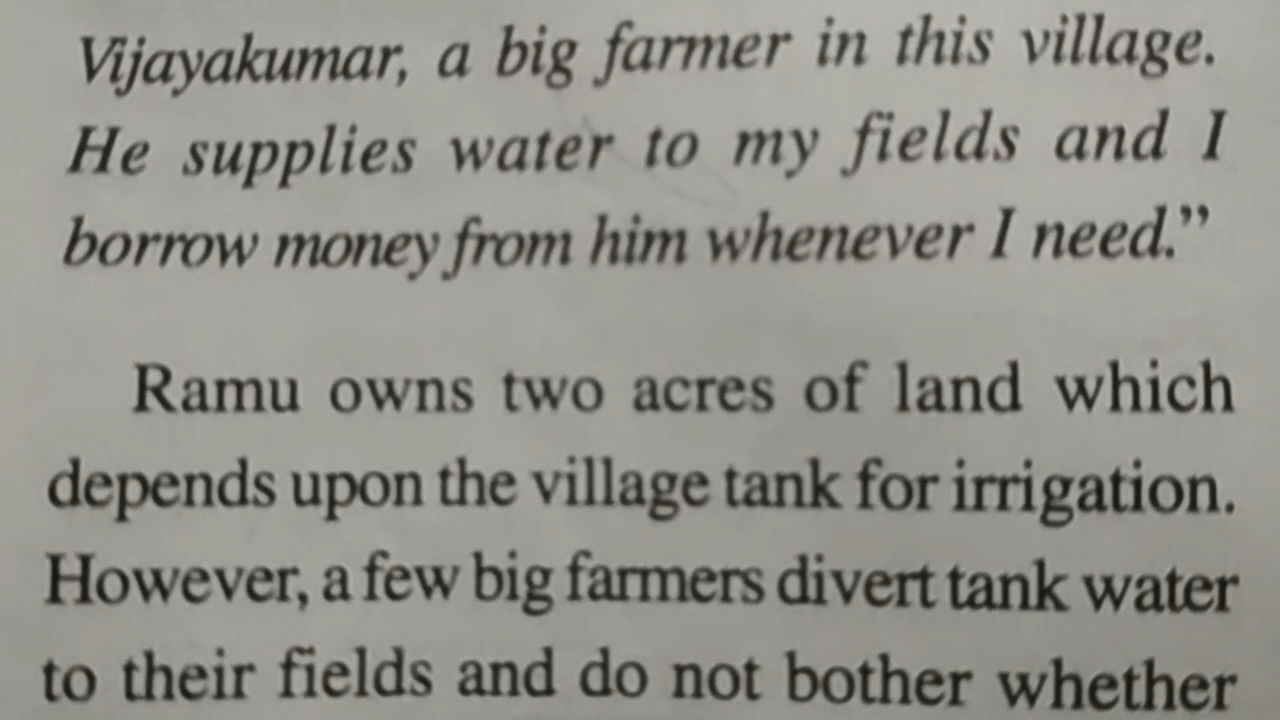 Vijayakumar, a big farmer in this village.
He supplies water to my fields and I
borrow money from him whenever I need.”
Ramu owns two acres of land which
depends upon the village tank for irrigation.
However, a few big farmers divert tank water
to their fields and do not bother whether